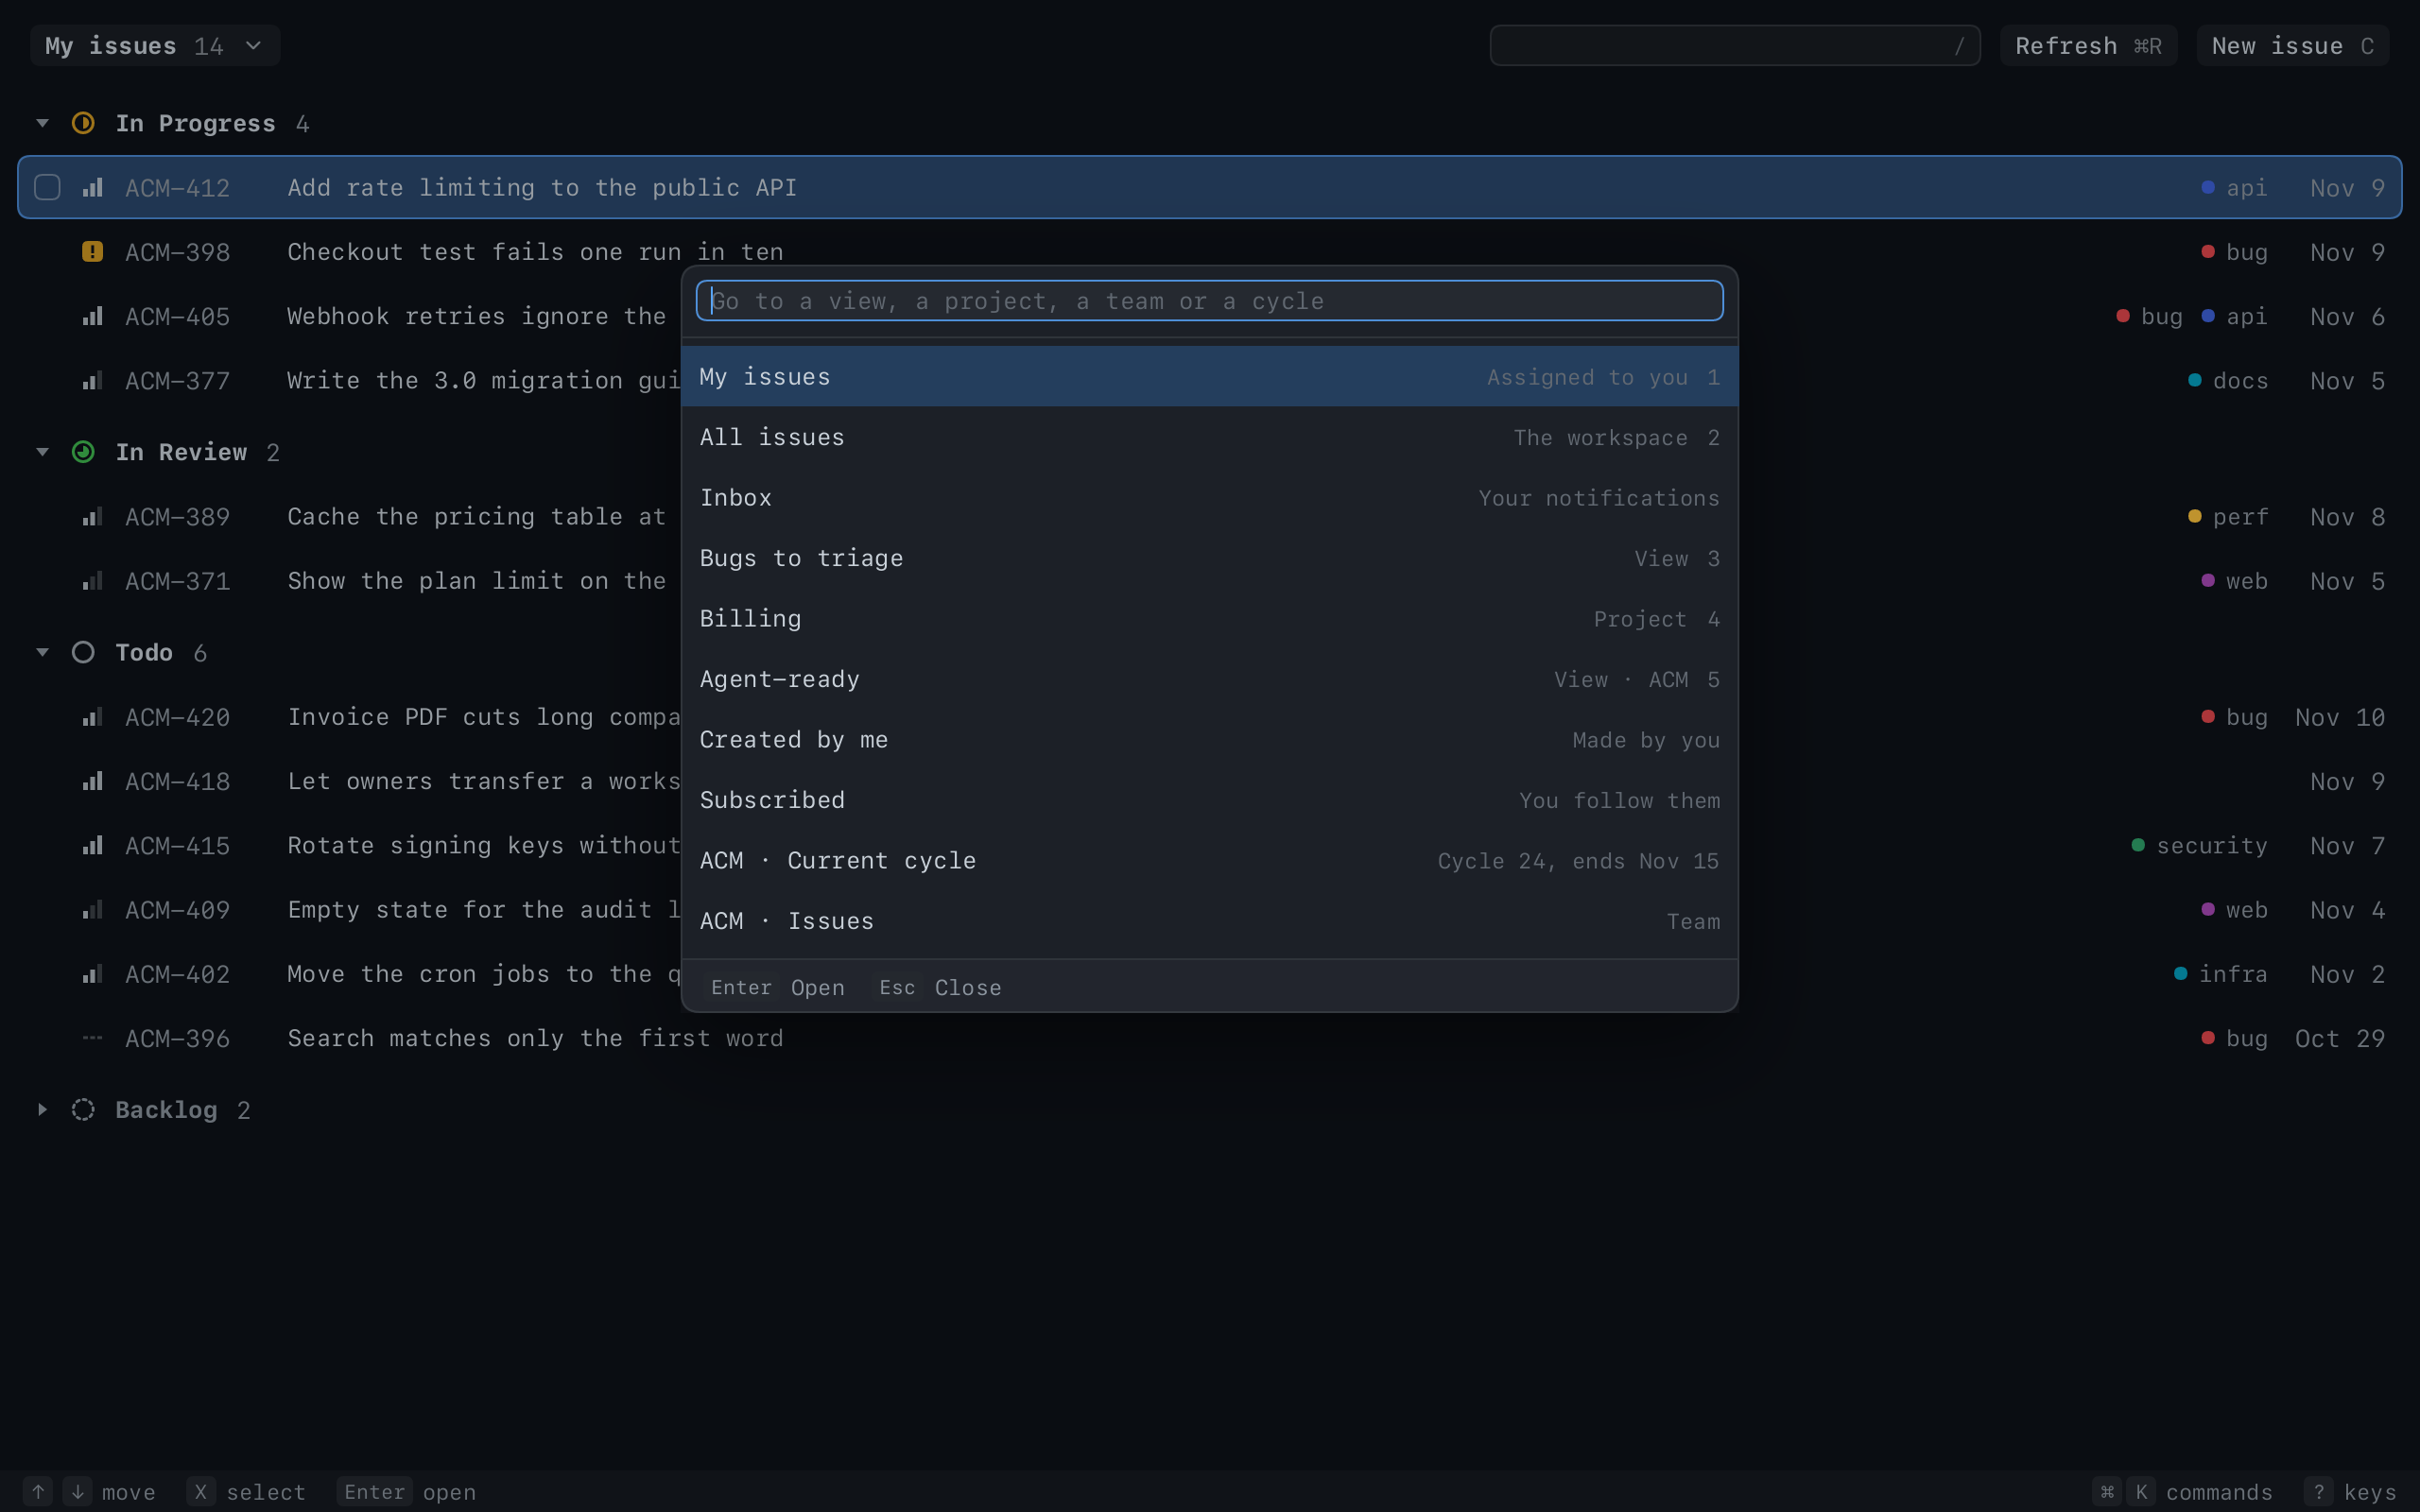 My issues 14
/
Refresh ⌘R
New issue C
In Progress 4
ACM-412 Add rate limiting to the public API api Nov 9
ACM-398 Checkout test fails one run in ten bug Nov 9
ACM-405 Webhook retries ignore the bug api Nov 6
ACM-377 Write the 3.0 migration gui docs Nov 5
In Review 2
ACM-389 Cache the pricing table at perf Nov 8
ACM-371 Show the plan limit on the web Nov 5
Todo 6
ACM-420 Invoice PDF cuts long compa bug Nov 10
ACM-418 Let owners transfer a works Nov 9
ACM-415 Rotate signing keys without security Nov 7
ACM-409 Empty state for the audit l web Nov 4
ACM-402 Move the cron jobs to the q infra Nov 2
ACM-396 Search matches only the first word bug Oct 29
Backlog 2
Go to a view, a project, a team or a cycle
My issues Assigned to you 1
All issues The workspace 2
Inbox Your notifications
Bugs to triage View 3
Billing Project 4
Agent-ready View · ACM 5
Created by me Made by you
Subscribed You follow them
ACM · Current cycle Cycle 24, ends Nov 15
ACM · Issues Team
Enter Open Esc Close
↑ ↓ move X select Enter open
⌘ K commands ? keys